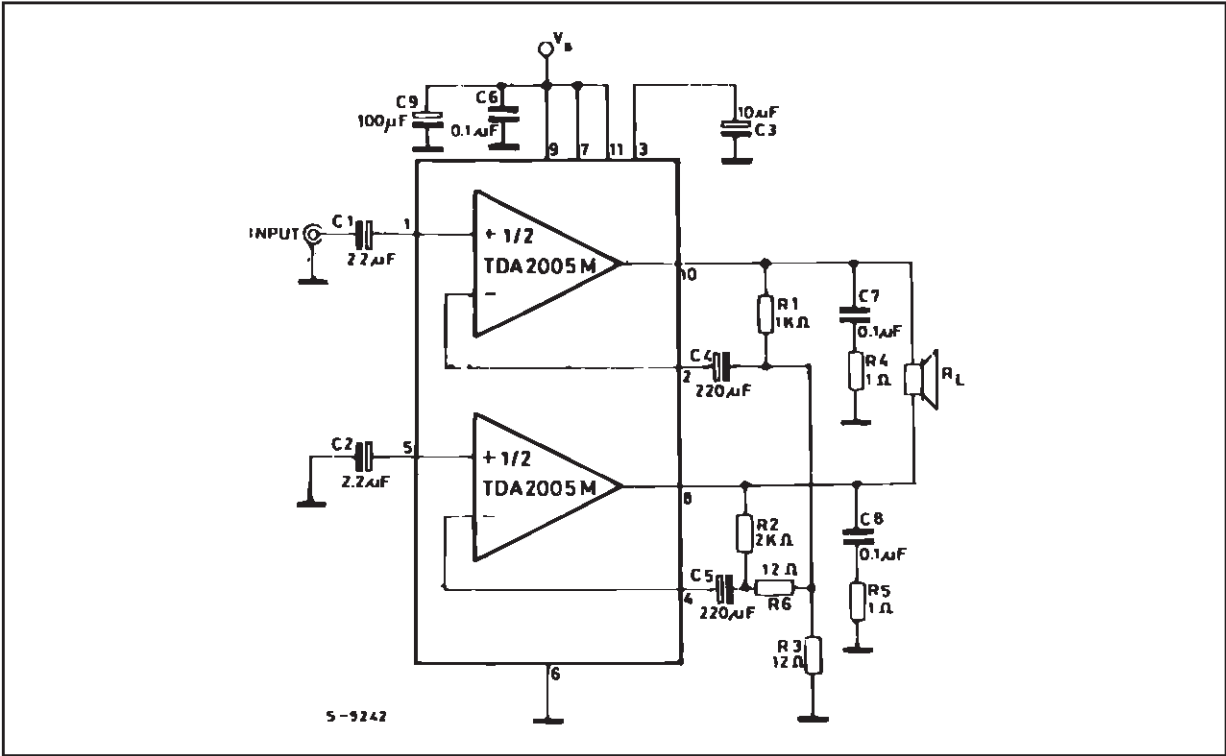 Vs
C9
100µF
C6
0.1µF
10µF
C3
9
7
11
3
INPUT
C1
2.2µF
1
+ 1/2
TDA2005M
−
10
R1
1KΩ
C7
0.1µF
C4
2
220µF
R4
1Ω
RL
C2
2.2µF
5
+ 1/2
TDA2005M
−
8
R2
2KΩ
C8
0.1µF
C5
4
220µF
12Ω
R6
R5
1Ω
R3
12Ω
6
S-9242